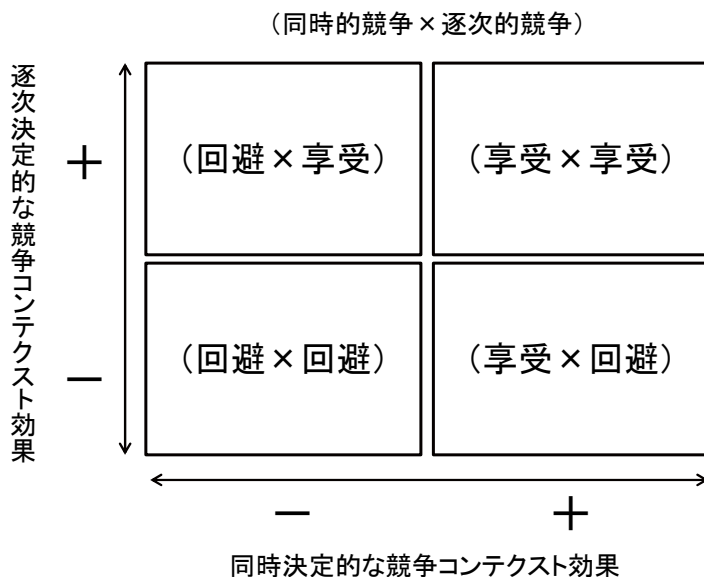 （同時的競争×逐次的競争）
逐次決定的な競争コンテクスト効果
＋
（回避×享受）
（享受×享受）
－
（回避×回避）
（享受×回避）
－
＋
同時決定的な競争コンテクスト効果